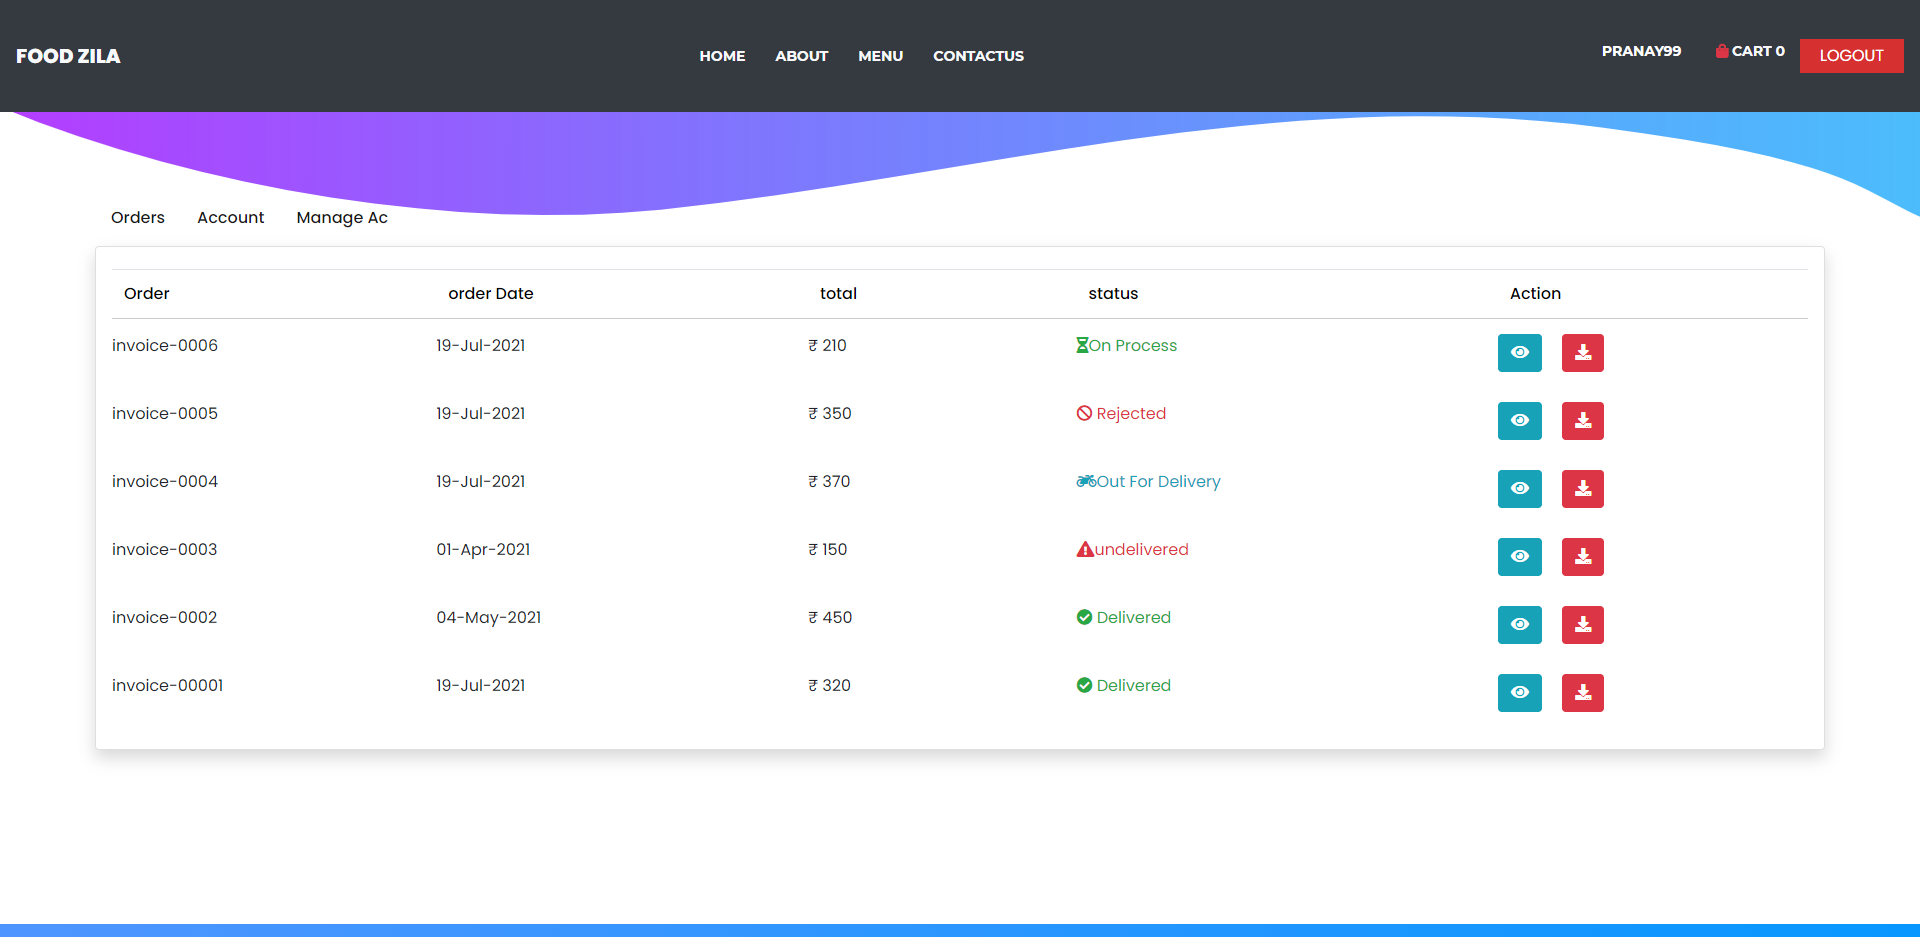 FOOD ZILA HOME ABOUT MENU CONTACTUS PRANAY99 CART 0 LOGOUT
Orders Account Manage Ac
Order order Date total status Action
invoice-0006 19-Jul-2021 ₹ 210 On Process
invoice-0005 19-Jul-2021 ₹ 350 Rejected
invoice-0004 19-Jul-2021 ₹ 370 Out For Delivery
invoice-0003 01-Apr-2021 ₹ 150 undelivered
invoice-0002 04-May-2021 ₹ 450 Delivered
invoice-00001 19-Jul-2021 ₹ 320 Delivered